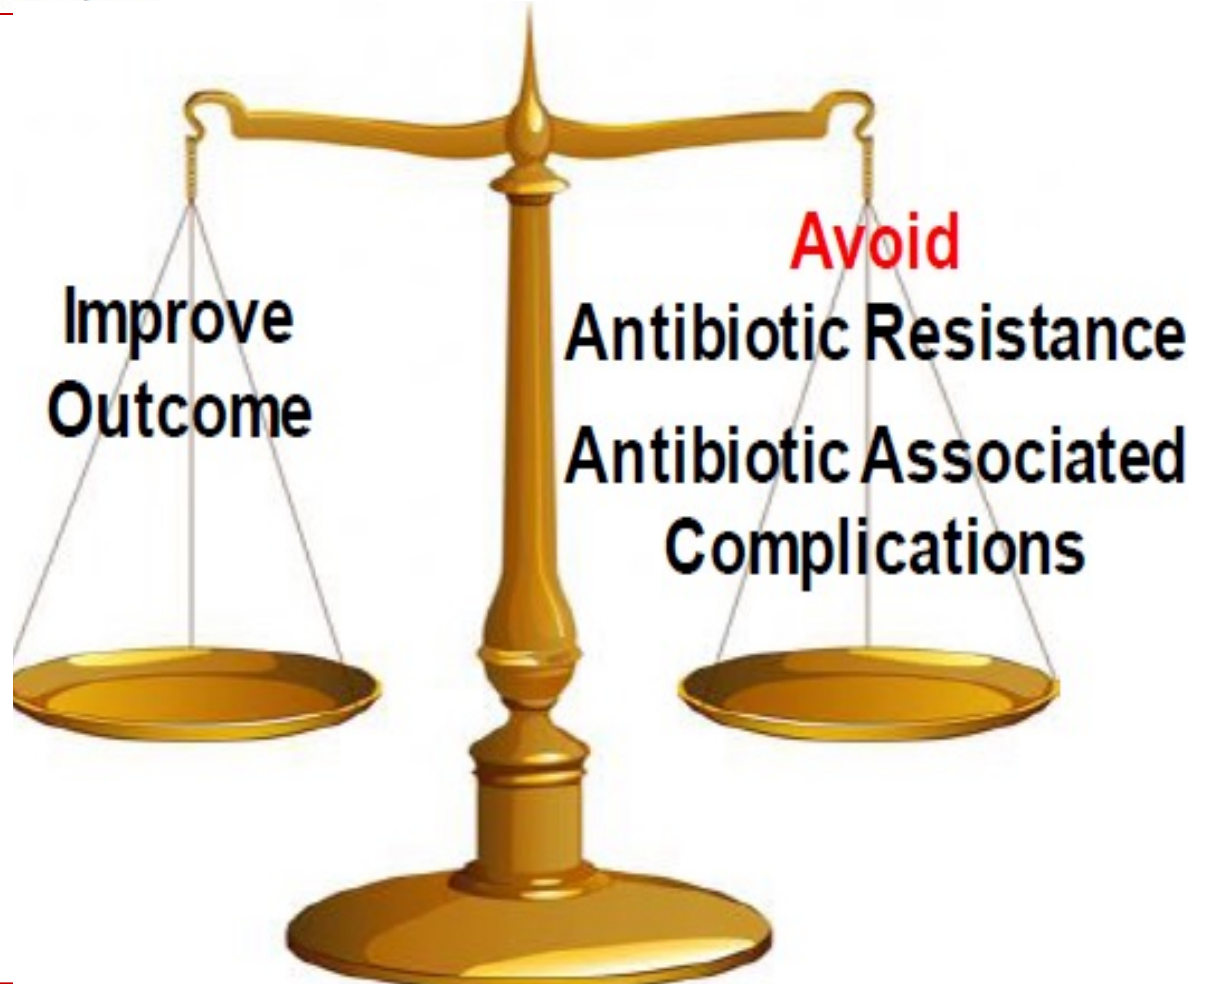 Improve
Outcome
Avoid
Antibiotic Resistance
Antibiotic Associated
Complications